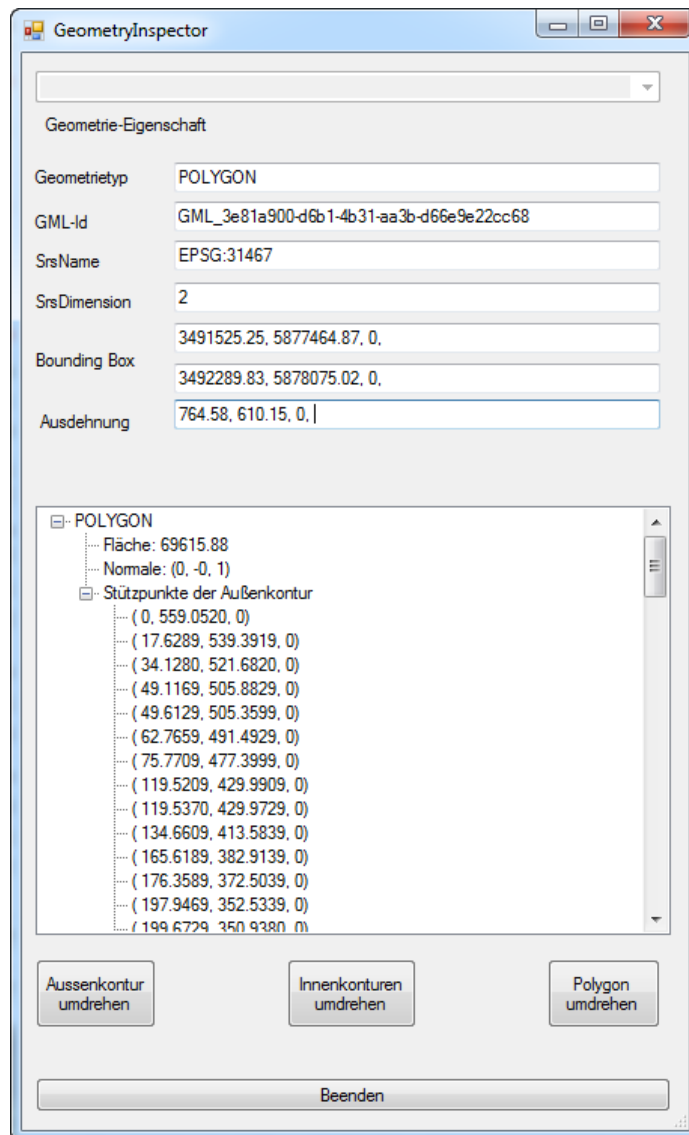 GeometryInspector
Geometrie-Eigenschaft
Geometrietyp POLYGON
GML-Id GML_3e81a900-d6b1-4b31-aa3b-d66e9e22cc68
SrsName EPSG:31467
SrsDimension 2
Bounding Box 3491525.25, 5877464.87, 0,
3492289.83, 5878075.02, 0,
Ausdehnung 764.58, 610.15, 0,
POLYGON
Fläche: 69615.88
Normale: (0, -0, 1)
Stützpunkte der Außenkontur
( 0, 559.0520, 0)
( 17.6289, 539.3919, 0)
( 34.1280, 521.6820, 0)
( 49.1169, 505.8829, 0)
( 49.6129, 505.3599, 0)
( 62.7659, 491.4929, 0)
( 75.7709, 477.3999, 0)
( 119.5209, 429.9909, 0)
( 119.5370, 429.9729, 0)
( 134.6609, 413.5839, 0)
( 165.6189, 382.9139, 0)
( 176.3589, 372.5039, 0)
( 197.9469, 352.5339, 0)
( 199.6729, 350.9380, 0)
Aussenkontur
umdrehen
Innenkonturen
umdrehen
Polygon
umdrehen
Beenden